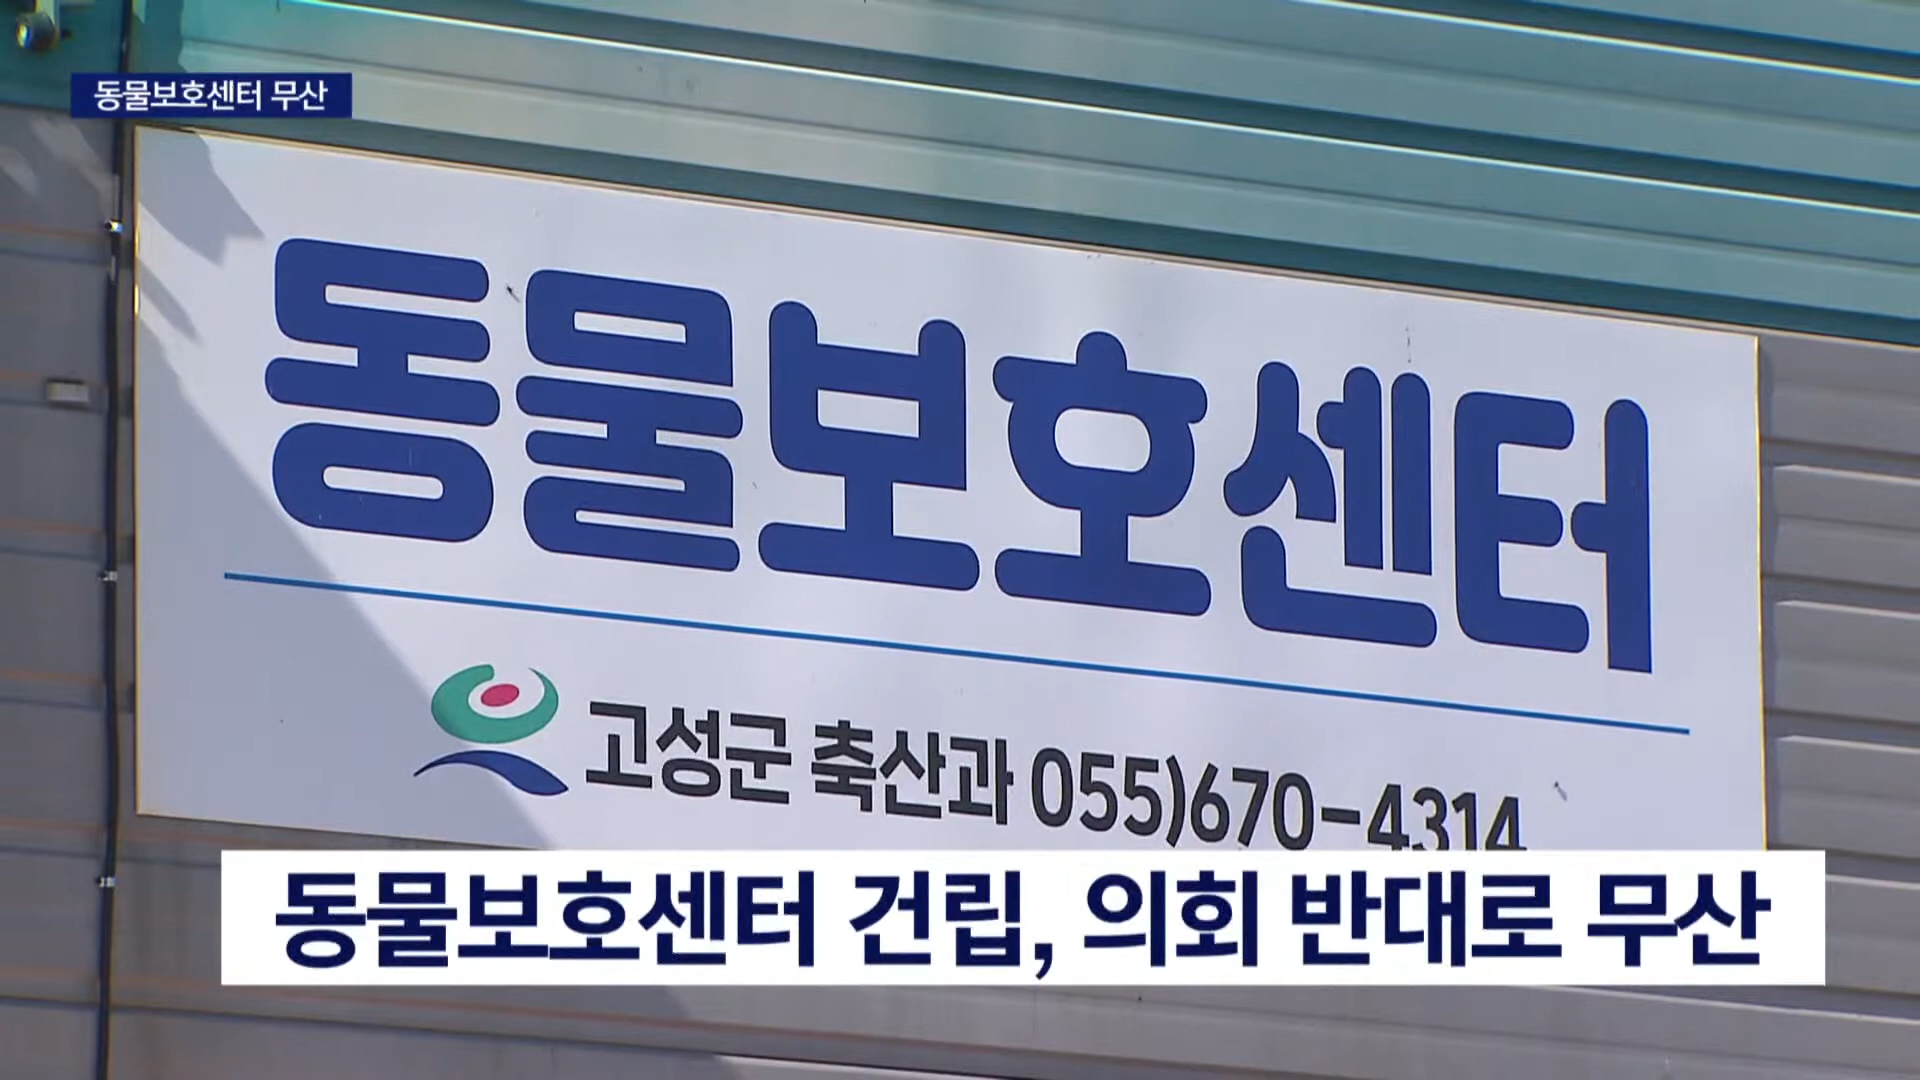 동물보호센터 무산
동물보호센터
고성군 축산과 055)670-4314
동물보호센터 건립, 의회 반대로 무산